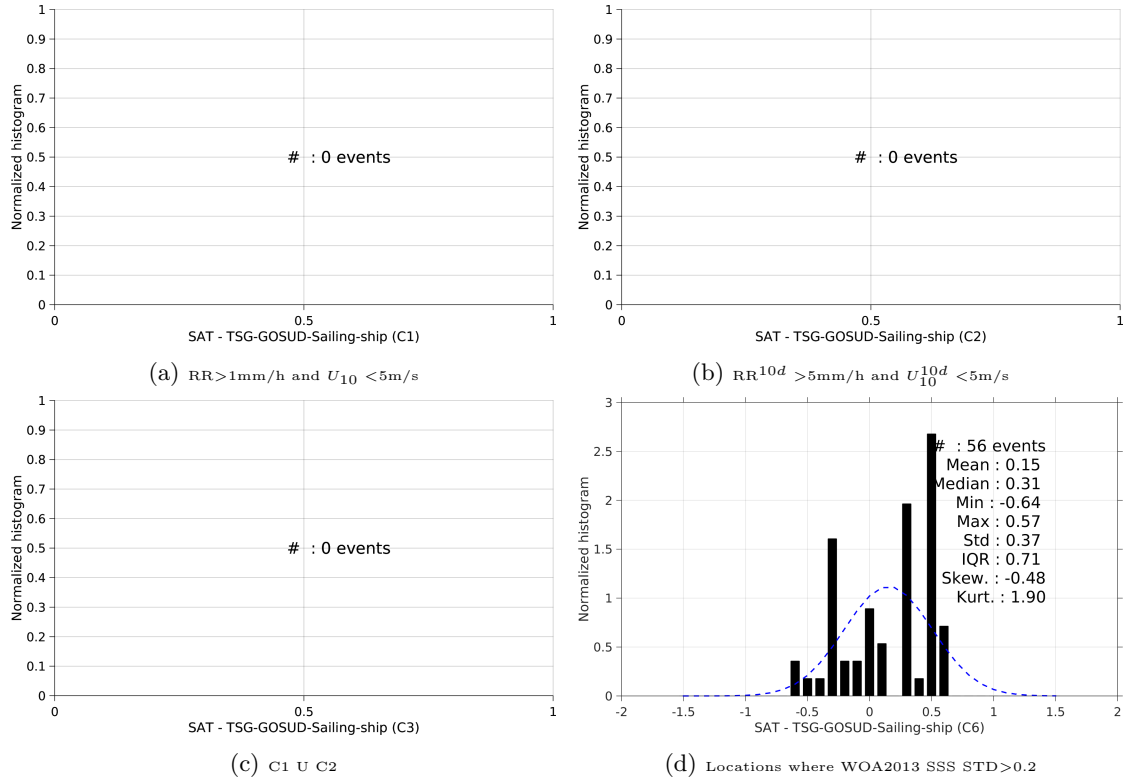 1
0.9
0.8
0.7
0.6
0.5
0.4
0.3
0.2
0.1
0
Normalized histogram
# : 0 events
0 0.5 1
SAT - TSG-GOSUD-Sailing-ship (C1)
(a) RR>1mm/h and U10 <5m/s
1
0.9
0.8
0.7
0.6
0.5
0.4
0.3
0.2
0.1
0
Normalized histogram
# : 0 events
0 0.5 1
SAT - TSG-GOSUD-Sailing-ship (C2)
(b) RR^10d >5mm/h and U10^10d <5m/s
1
0.9
0.8
0.7
0.6
0.5
0.4
0.3
0.2
0.1
0
Normalized histogram
# : 0 events
0 0.5 1
SAT - TSG-GOSUD-Sailing-ship (C3)
(c) C1 U C2
3
2.5
2
1.5
1
0.5
0
Normalized histogram
# : 56 events
Mean : 0.15
Median : 0.31
Min : -0.64
Max : 0.57
Std : 0.37
IQR : 0.71
Skew. : -0.48
Kurt. : 1.90
-2 -1.5 -1 -0.5 0 0.5 1 1.5 2
SAT - TSG-GOSUD-Sailing-ship (C6)
(d) Locations where WOA2013 SSS STD>0.2